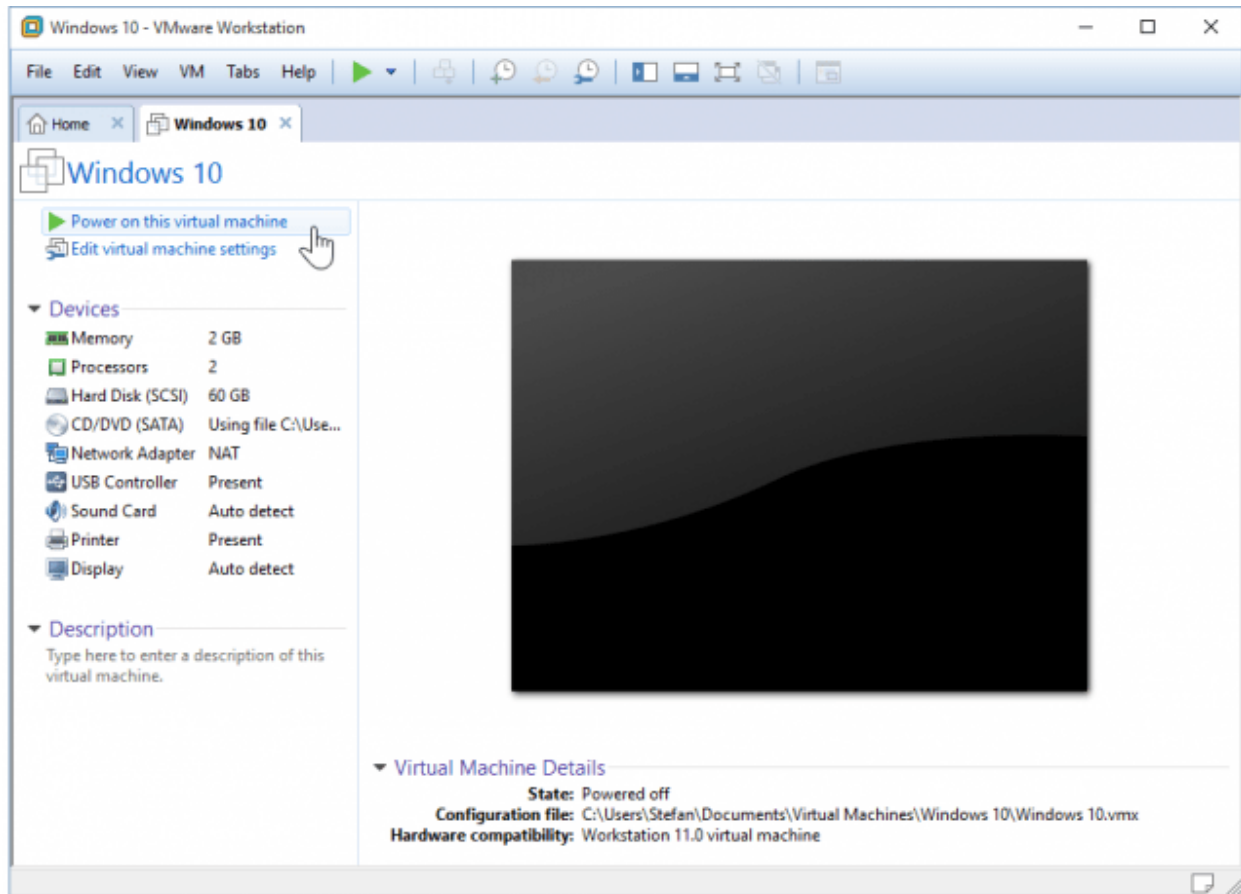 Windows 10 - VMware Workstation
File Edit View VM Tabs Help
Home Windows 10
Windows 10
Power on this virtual machine
Edit virtual machine settings
Devices
Memory 2 GB
Processors 2
Hard Disk (SCSI) 60 GB
CD/DVD (SATA) Using file C:\Use...
Network Adapter NAT
USB Controller Present
Sound Card Auto detect
Printer Present
Display Auto detect
Description
Type here to enter a description of this
virtual machine.
Virtual Machine Details
State: Powered off
Configuration file: C:\Users\Stefan\Documents\Virtual Machines\Windows 10\Windows 10.vmx
Hardware compatibility: Workstation 11.0 virtual machine